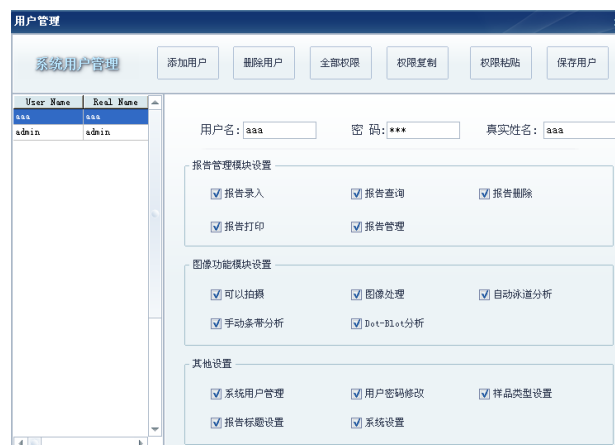 用户管理
系统用户管理 添加用户 删除用户 全部权限 权限复制 权限粘贴 保存用户
User Name Real Name
aaa aaa
admin admin
用户名: aaa 密 码: *** 真实姓名: aaa
报告管理模块设置
报告录入 报告查询 报告删除
报告打印 报告管理
图像功能模块设置
可以拍摄 图像处理 自动泳道分析
手动条带分析 Dot-Blot分析
其他设置
系统用户管理 用户密码修改 样品类型设置
报告标题设置 系统设置